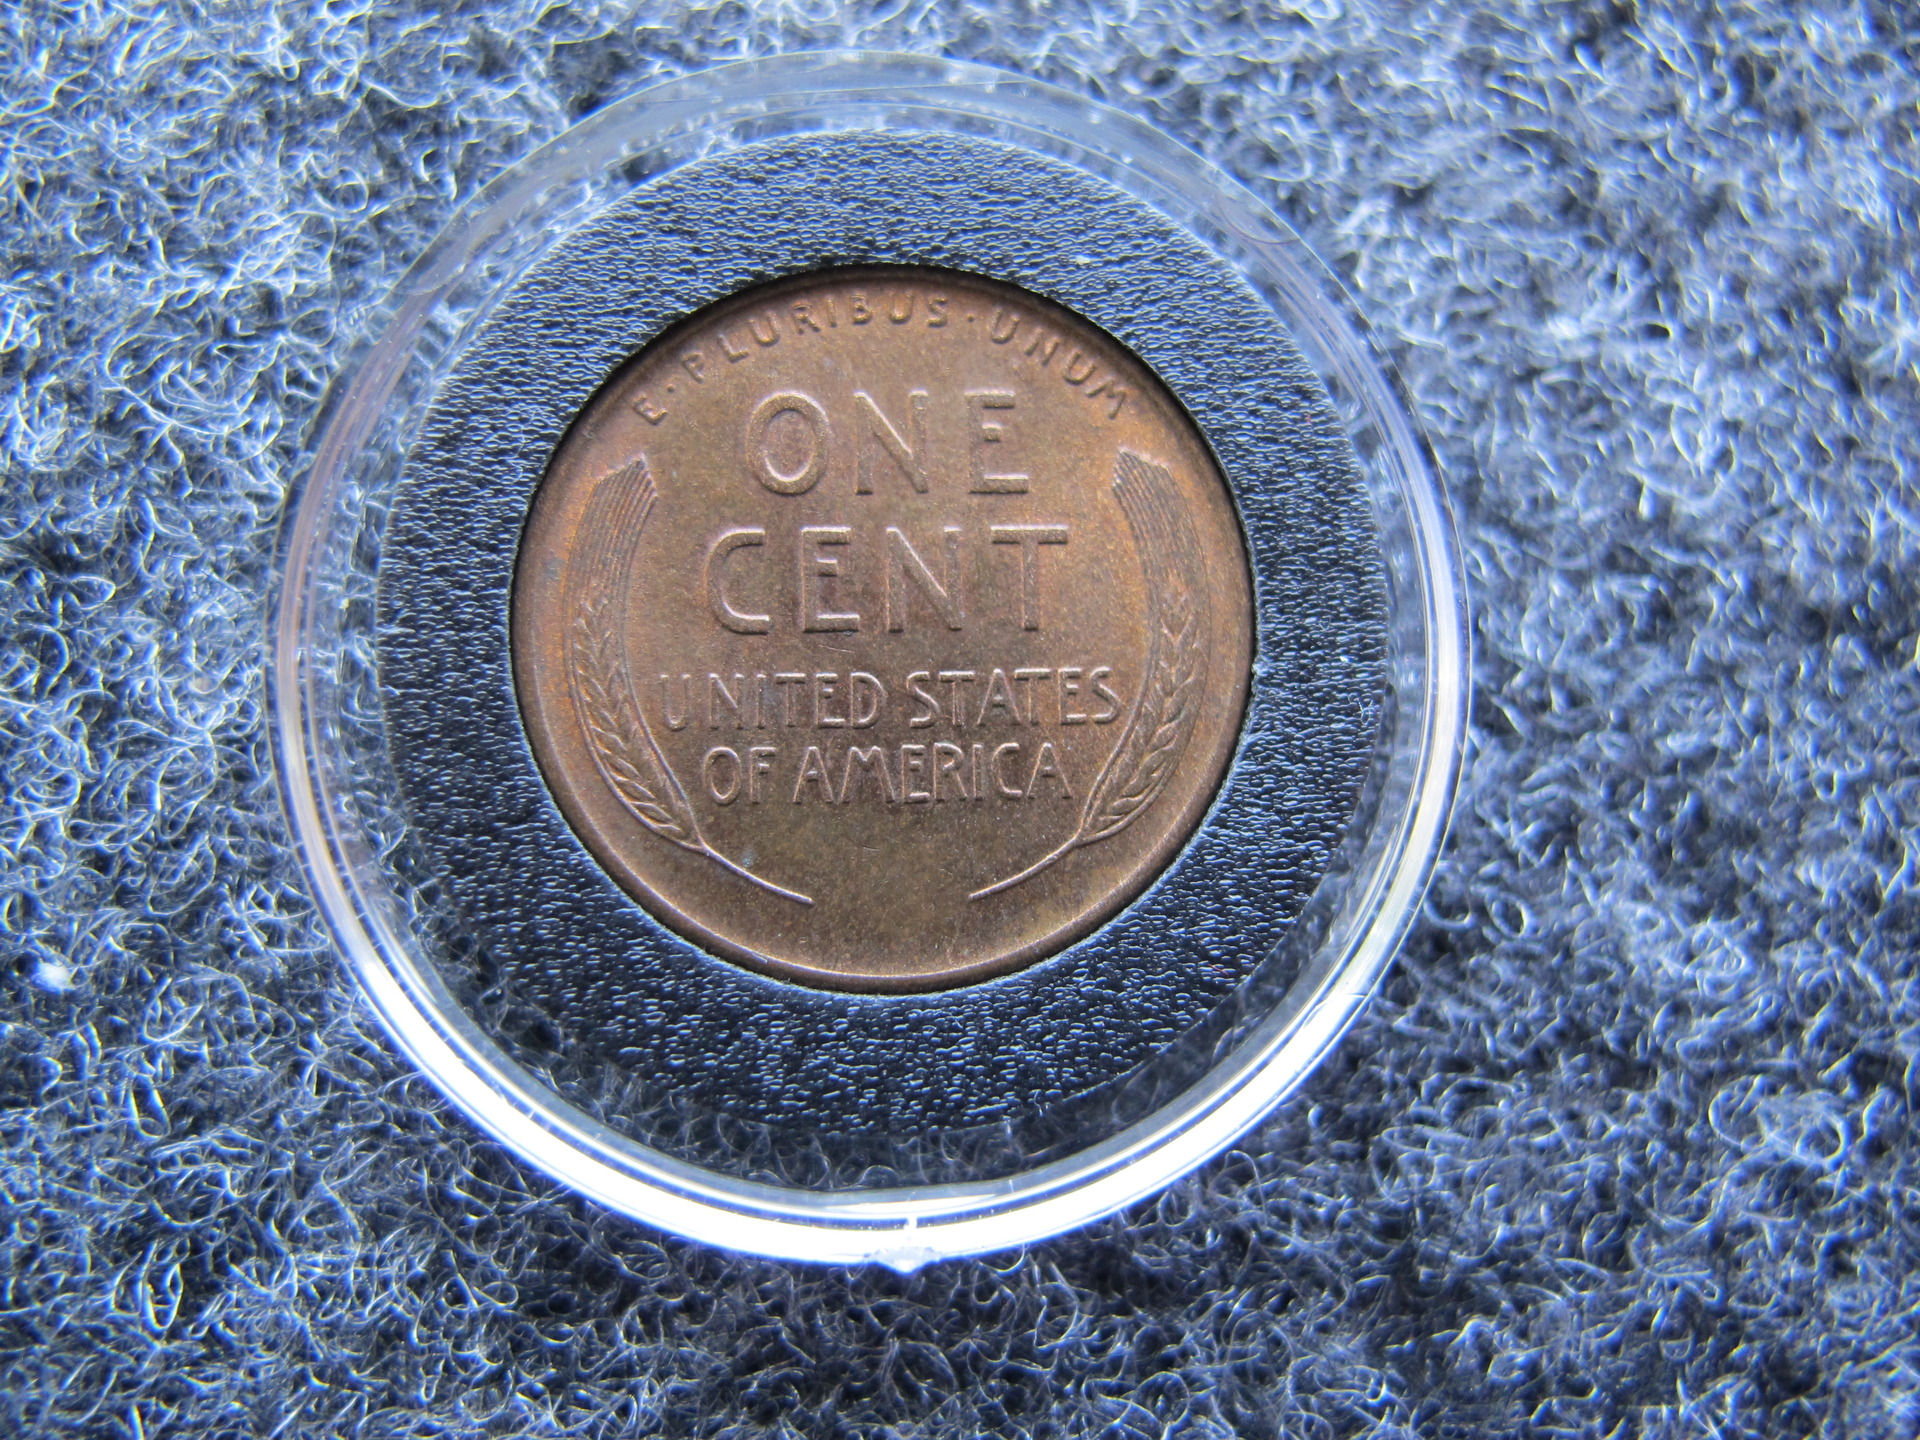 E·PLURIBUS·UNUM
ONE
CENT
UNITED STATES
OF AMERICA